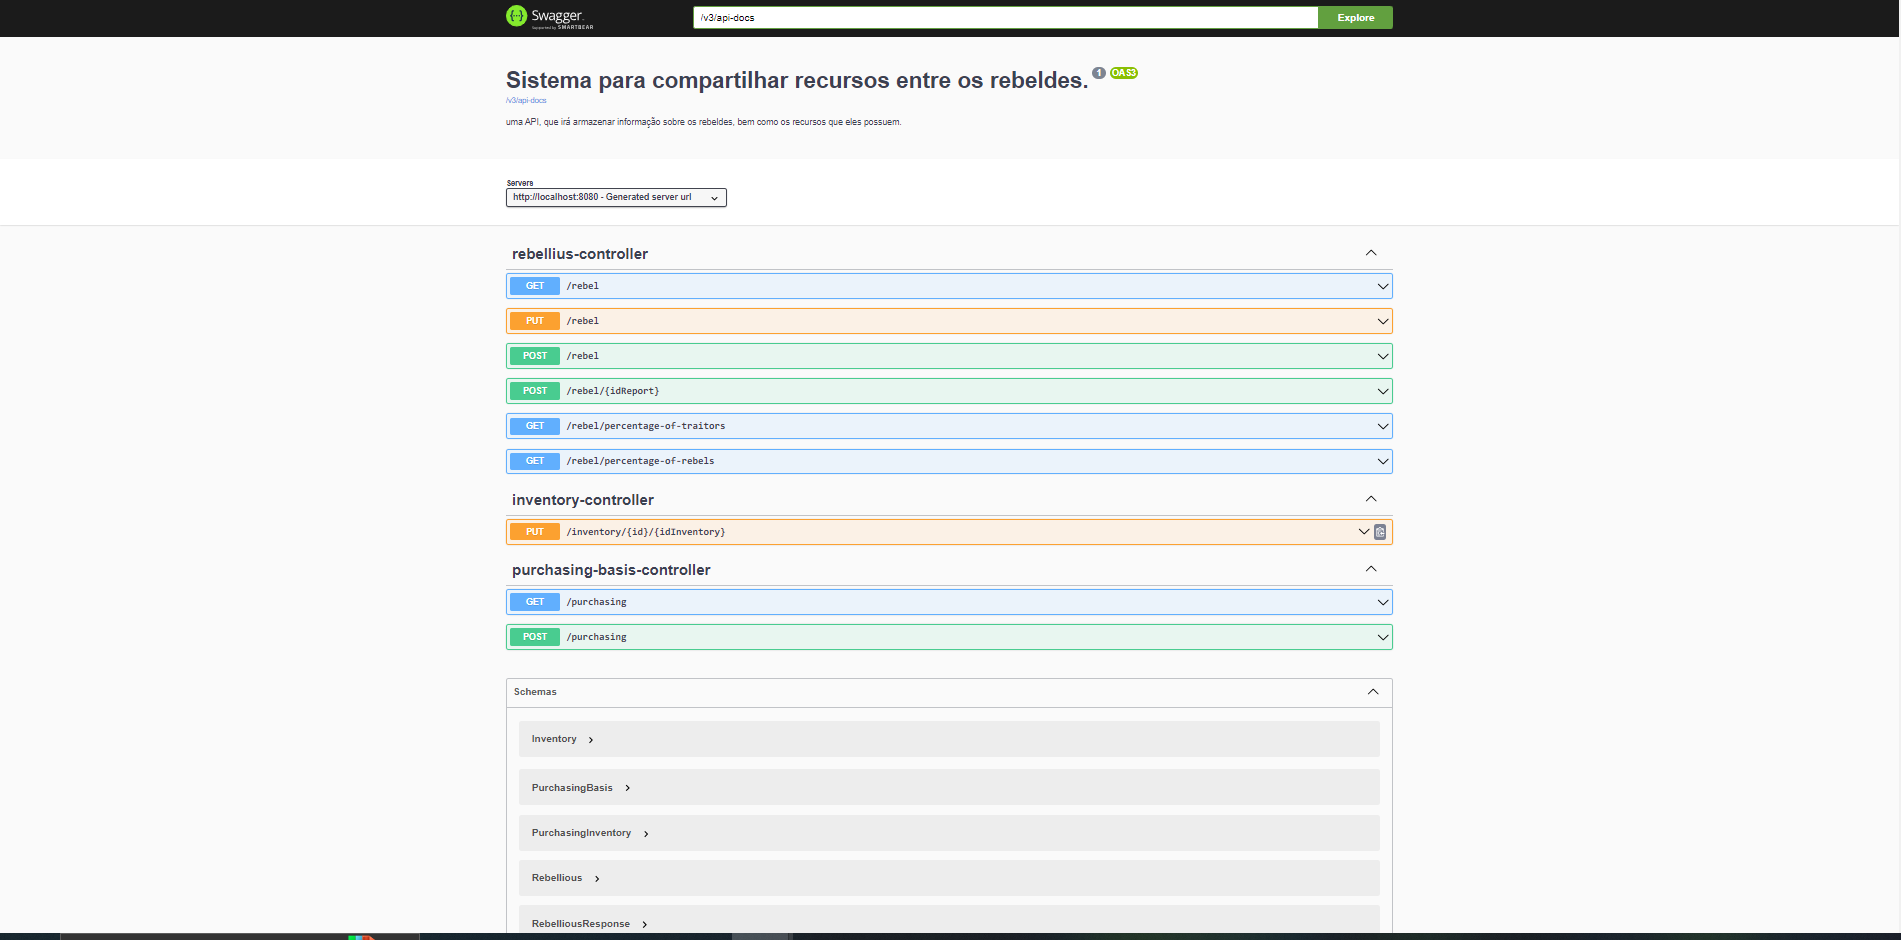 Swagger.
Supported by SMARTBEAR
/v3/api-docs
Explore
Sistema para compartilhar recursos entre os rebeldes. 1 OAS3
/v3/api-docs
uma API, que irá armazenar informação sobre os rebeldes, bem como os recursos que eles possuem.
Servers
http://localhost:8080 - Generated server url
rebellius-controller
GET /rebel
PUT /rebel
POST /rebel
POST /rebel/{idReport}
GET /rebel/percentage-of-traitors
GET /rebel/percentage-of-rebels
inventory-controller
PUT /inventory/{id}/{idInventory}
purchasing-basis-controller
GET /purchasing
POST /purchasing
Schemas
Inventory
PurchasingBasis
PurchasingInventory
Rebellious
RebelliousResponse